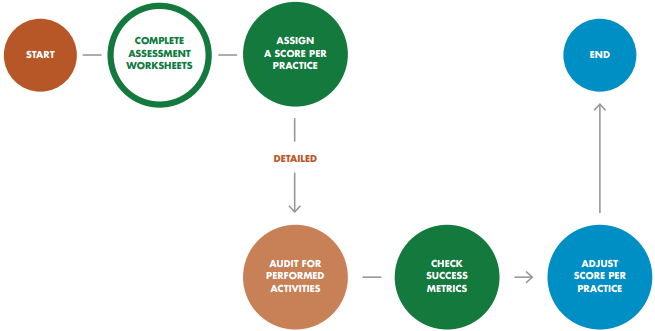 START
COMPLETE
ASSESSMENT
WORKSHEETS
ASSIGN
A SCORE PER
PRACTICE
END
DETAILED
AUDIT FOR
PERFORMED
ACTIVITIES
CHECK
SUCCESS
METRICS
ADJUST
SCORE PER
PRACTICE